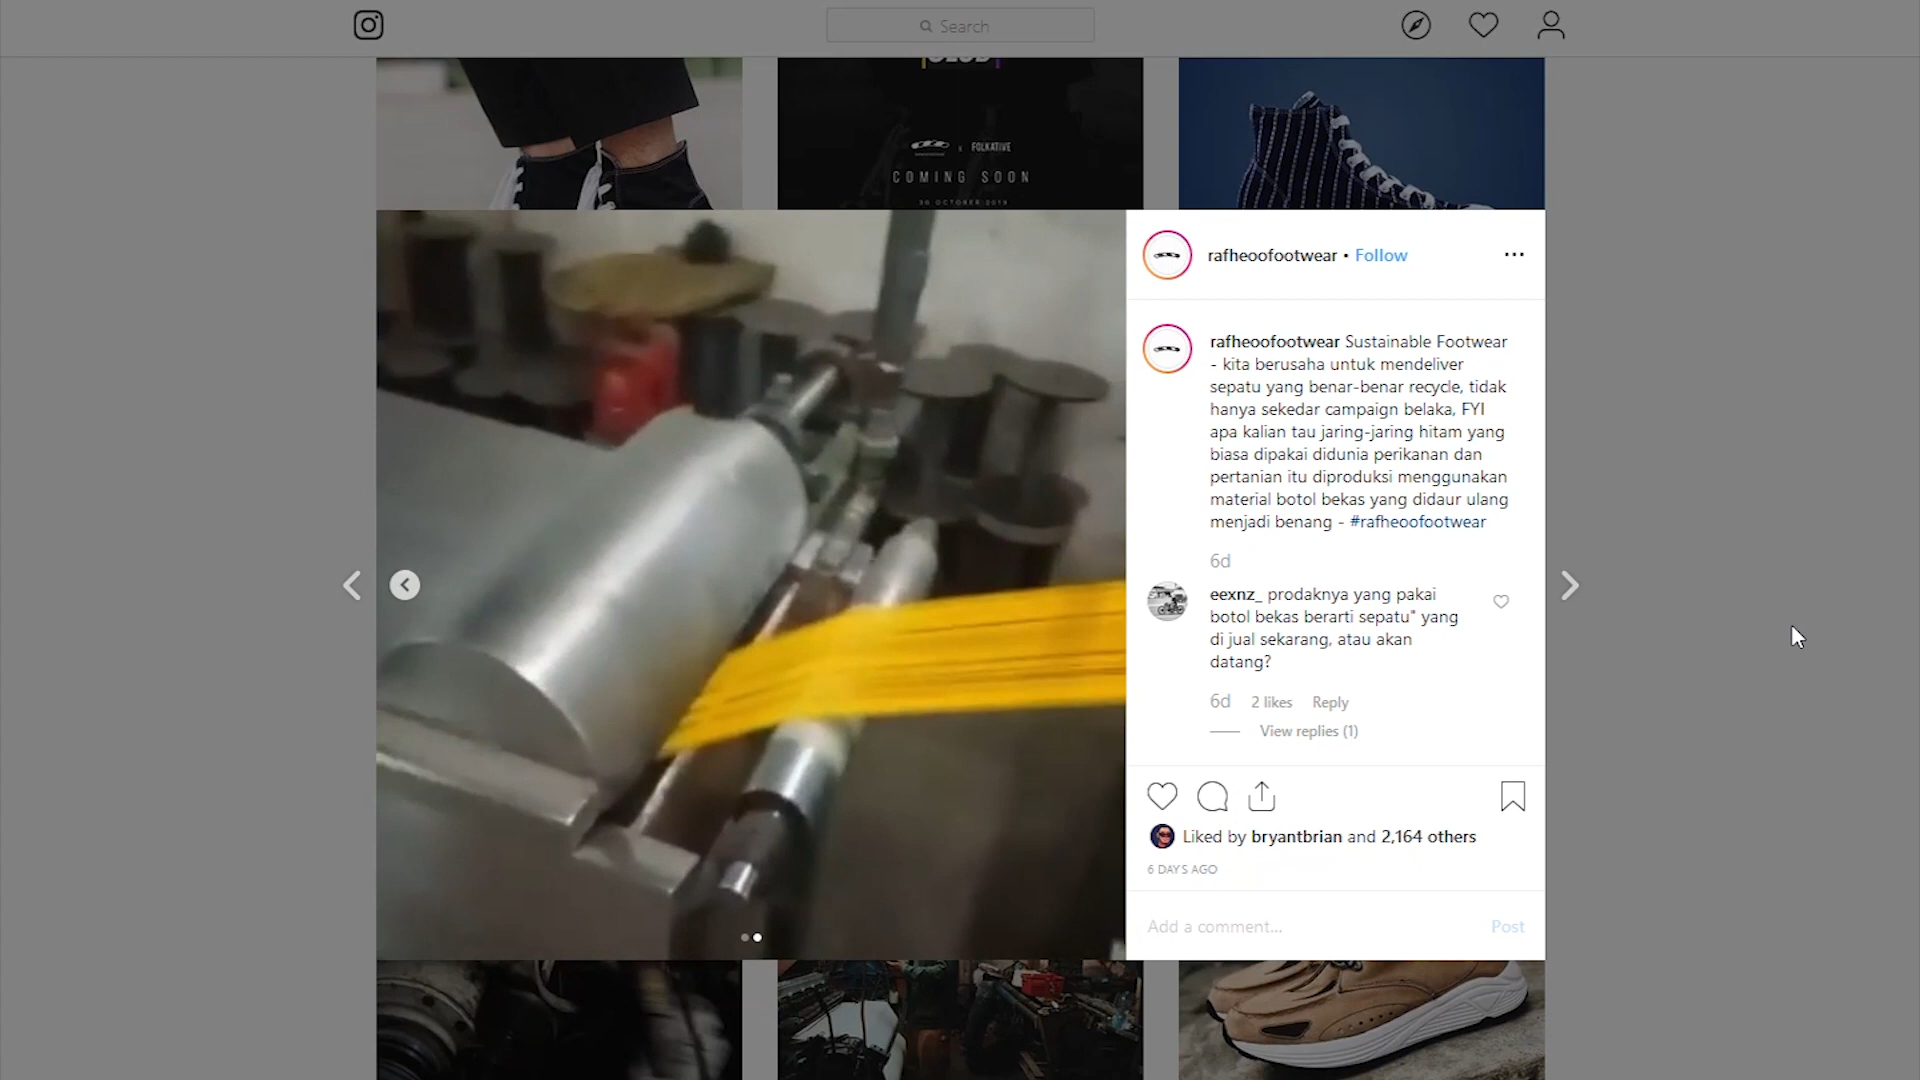 Search
CLUB
x FOLKATIVE
COMING SOON
30 OCTOBER 2019
rafheoofootwear • Follow
rafheoofootwear Sustainable Footwear
- kita berusaha untuk mendeliver
sepatu yang benar-benar recycle, tidak
hanya sekedar campaign belaka, FYI
apa kalian tau jaring-jaring hitam yang
biasa dipakai didunia perikanan dan
pertanian itu diproduksi menggunakan
material botol bekas yang didaur ulang
menjadi benang - #rafheoofootwear
6d
eexnz_ prodaknya yang pakai
botol bekas berarti sepatu" yang
di jual sekarang, atau akan
datang?
6d 2 likes Reply
View replies (1)
Liked by bryantbrian and 2,164 others
6 DAYS AGO
Add a comment... Post